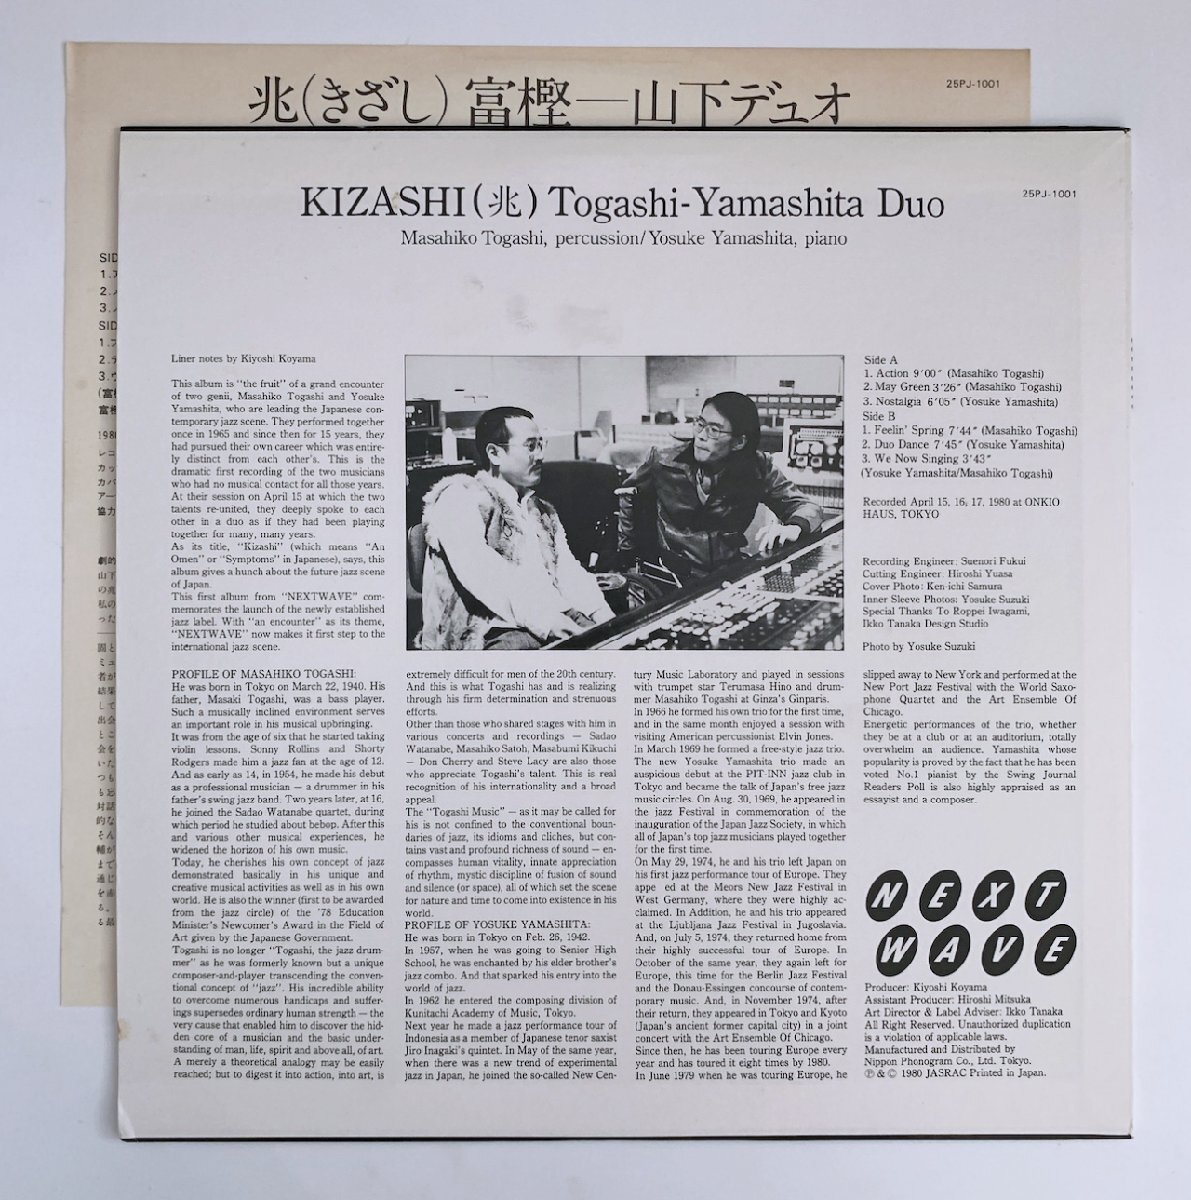 兆(きざし) 富樫—山下デュオ
25PJ-1001
SID
1.
2.
3.
SID
1.
2.
3.
KIZASHI(兆) Togashi-Yamashita Duo
25PJ-1001
Masahiko Togashi, percussion/Yosuke Yamashita, piano
Liner notes by Kiyoshi Koyama
This album is "the fruit" of a grand encounter
of two genii, Masahiko Togashi and Yosuke
Yamashita, who are leading the Japanese con-
temporary jazz scene. They performed together
once in 1965 and since then for 15 years, they
had pursued their own career which was entire-
ly distinct from each other's. This is the
dramatic first recording of the two musicians
who had no musical contact for all those years.
At their session on April 15 at which the two
talents re-united, they deeply spoke to each
other in a duo as if they had been playing
together for many, many years.
As its title, "Kizashi" (which means "An
Omen" or "Symptoms" in Japanese), says, this
album gives a hunch about the future jazz scene
of Japan.
This first album from "NEXTWAVE" com-
memorates the launch of the newly established
jazz label. With "an encounter" as its theme,
"NEXTWAVE" now makes it first step to the
international jazz scene.
Side A
1. Action 9'00" (Masahiko Togashi)
2. May Green 3'26" (Masahiko Togashi)
3. Nostalgia 6'05" (Yosuke Yamashita)
Side B
1. Feelin' Spring 7'44" (Masahiko Togashi)
2. Duo Dance 7'45" (Yosuke Yamashita)
3. We Now Singing 3'43"
(Yosuke Yamashita/Masahiko Togashi)
Recorded April 15, 16, 17, 1980 at ONKIO
HAUS, TOKYO
Recording Engineer: Suenori Fukui
Cutting Engineer: Hiroshi Yuasa
Cover Photo: Ken-ichi Samura
Inner Sleeve Photos: Yosuke Suzuki
Special Thanks To Roppei Iwagami,
Ikko Tanaka Design Studio
Photo by Yosuke Suzuki
PROFILE OF MASAHIKO TOGASHI:
He was born in Tokyo on March 22, 1940. His
father, Masaki Togashi, was a bass player.
Such a musically inclined environment serves
an important role in his musical upbringing.
It was from the age of six that he started taking
violin lessons. Sonny Rollins and Shorty
Rodgers made him a jazz fan at the age of 12.
And as early as 14, in 1954, he made his debut
as a professional musician — a drummer in his
father's swing jazz band. Two years later, at 16,
he joined the Sadao Watanabe quartet, during
which period he studied about bebop. After this
and various other musical experiences, he
widened the horizon of his own music.
Today, he cherishes his own concept of jazz
demonstrated basically in his unique and
creative musical activities as well as in his own
world. He is also the winner (first to be awarded
from the jazz circle) of the '78 Education
Minister's Newcomer's Award in the Field of
Art given by the Japanese Government.
Togashi is no longer "Togashi, the jazz drum-
mer" as he was formerly known but a unique
composer-and-player transcending the conven-
tional concept of "jazz". His incredible ability
to overcome numerous handicaps and suffer-
ings supersedes ordinary human strength — the
very cause that enabled him to discover the hid-
den core of a musician and the basic under-
standing of man, life, spirit and above all, of art.
A merely a theoretical analogy may be easily
reached; but to digest it into action, into art, is
extremely difficult for men of the 20th century.
And this is what Togashi has and is realizing
through his firm determination and strenuous
efforts.
Other than those who shared stages with him in
various concerts and recordings — Sadao
Watanabe, Masahiko Satoh, Masabumi Kikuchi
— Don Cherry and Steve Lacy are also those
who appreciate Togashi's talent. This is real
recognition of his internationality and a broad
appeal.
The "Togashi Music" — as it may be called for
his is not confined to the conventional boun-
daries of jazz, its idioms and cliches, but con-
tains vast and profound richness of sound — en-
compasses human vitality, innate appreciation
of rhythm, mystic discipline of fusion of sound
and silence (or space), all of which set the scene
for nature and time to come into existence in his
world.
PROFILE OF YOSUKE YAMASHITA:
He was born in Tokyo on Feb. 26, 1942.
In 1957, when he was going to Senior High
School, he was enchanted by his elder brother's
jazz combo. And that sparked his entry into the
world of jazz.
In 1962 he entered the composing division of
Kunitachi Academy of Music, Tokyo.
Next year he made a jazz performance tour of
Indonesia as a member of Japanese tenor saxist
Jiro Inagaki's quintet. In May of the same year,
when there was a new trend of experimental
jazz in Japan, he joined the so-called New Cen-
tury Music Laboratory and played in sessions
with trumpet star Terumasa Hino and drum-
mer Masahiko Togashi at Ginza's Ginparis.
In 1966 he formed his own trio for the first time,
and in the same month enjoyed a session with
visiting American percussionist Elvin Jones.
In March 1969 he formed a free-style jazz trio.
The new Yosuke Yamashita trio made an
auspicious debut at the PIT-INN jazz club in
Tokyo and became the talk of Japan's free jazz
music circles. On Aug. 30, 1969, he appeared in
the jazz Festival in commemoration of the
inauguration of the Japan Jazz Society, in which
all of Japan's top jazz musicians played together
for the first time.
On May 29, 1974, he and his trio left Japan on
his first jazz performance tour of Europe. They
appe ed at the Meors New Jazz Festival in
West Germany, where they were highly ac-
claimed. In Addition, he and his trio appeared
at the Ljubljana Jazz Festival in Jugoslavia.
And, on July 5, 1974, they returned home from
their highly successful tour of Europe. In
October of the same year, they again left for
Europe, this time for the Berlin Jazz Festival
and the Donau-Essingen concourse of contem-
porary music. And, in November 1974, after
their return, they appeared in Tokyo and Kyoto
(Japan's ancient former capital city) in a joint
concert with the Art Ensemble Of Chicago.
Since then, he has been touring Europe every
year and has toured it eight times by 1980.
In June 1979 when he was touring Europe, he
slipped away to New York and performed at the
New Port Jazz Festival with the World Saxo-
phone Quartet and the Art Ensemble Of
Chicago.
Energetic performances of the trio, whether
they be at a club or at an auditorium, totally
overwhelm an audience. Yamashita whose
popularity is proved by the fact that he has been
voted No.1 pianist by the Swing Journal
Readers Poll is also highly appraised as an
essayist and a composer.
NEXT
WAVE
Producer: Kiyoshi Koyama
Assistant Producer: Hiroshi Mitsuka
Art Director & Label Adviser: Ikko Tanaka
All Right Reserved. Unauthorized duplication
is a violation of applicable laws.
Manufactured and Distributed by
Nippon Phonogram Co., Ltd. Tokyo.
Ⓟ & © 1980 JASRAC Printed in Japan.